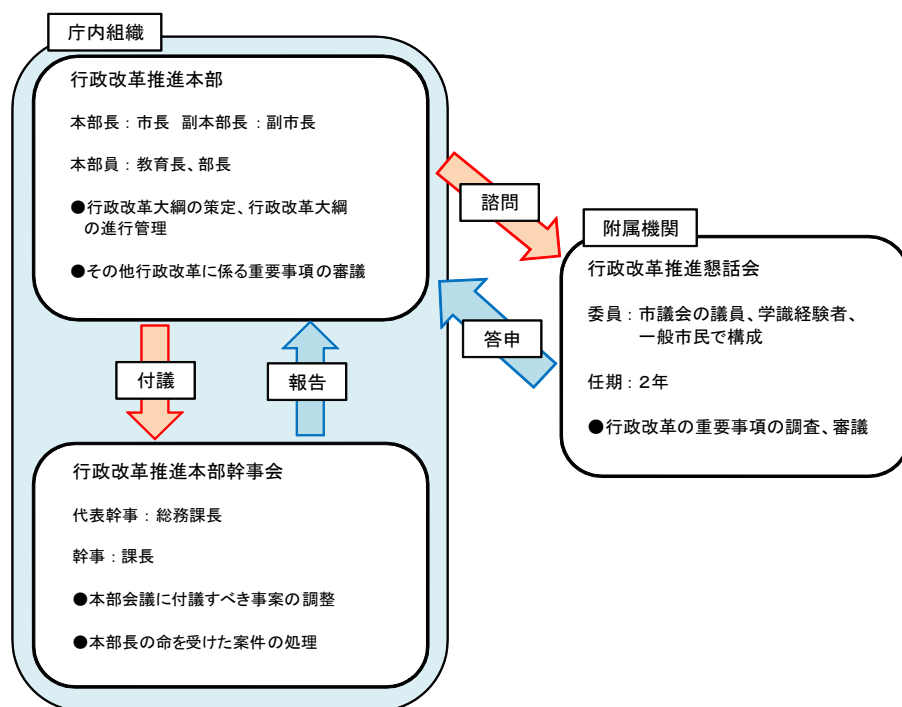 庁内組織
行政改革推進本部
本部長：市長　副本部長：副市長
本部員：教育長、部長
●行政改革大綱の策定、行政改革大綱
の進行管理
●その他行政改革に係る重要事項の審議
諮問
答申
付議
報告
附属機関
行政改革推進懇話会
委員：市議会の議員、学識経験者、
一般市民で構成
任期：２年
●行政改革の重要事項の調査、審議
行政改革推進本部幹事会
代表幹事：総務課長
幹事：課長
●本部会議に付議すべき事案の調整
●本部長の命を受けた案件の処理